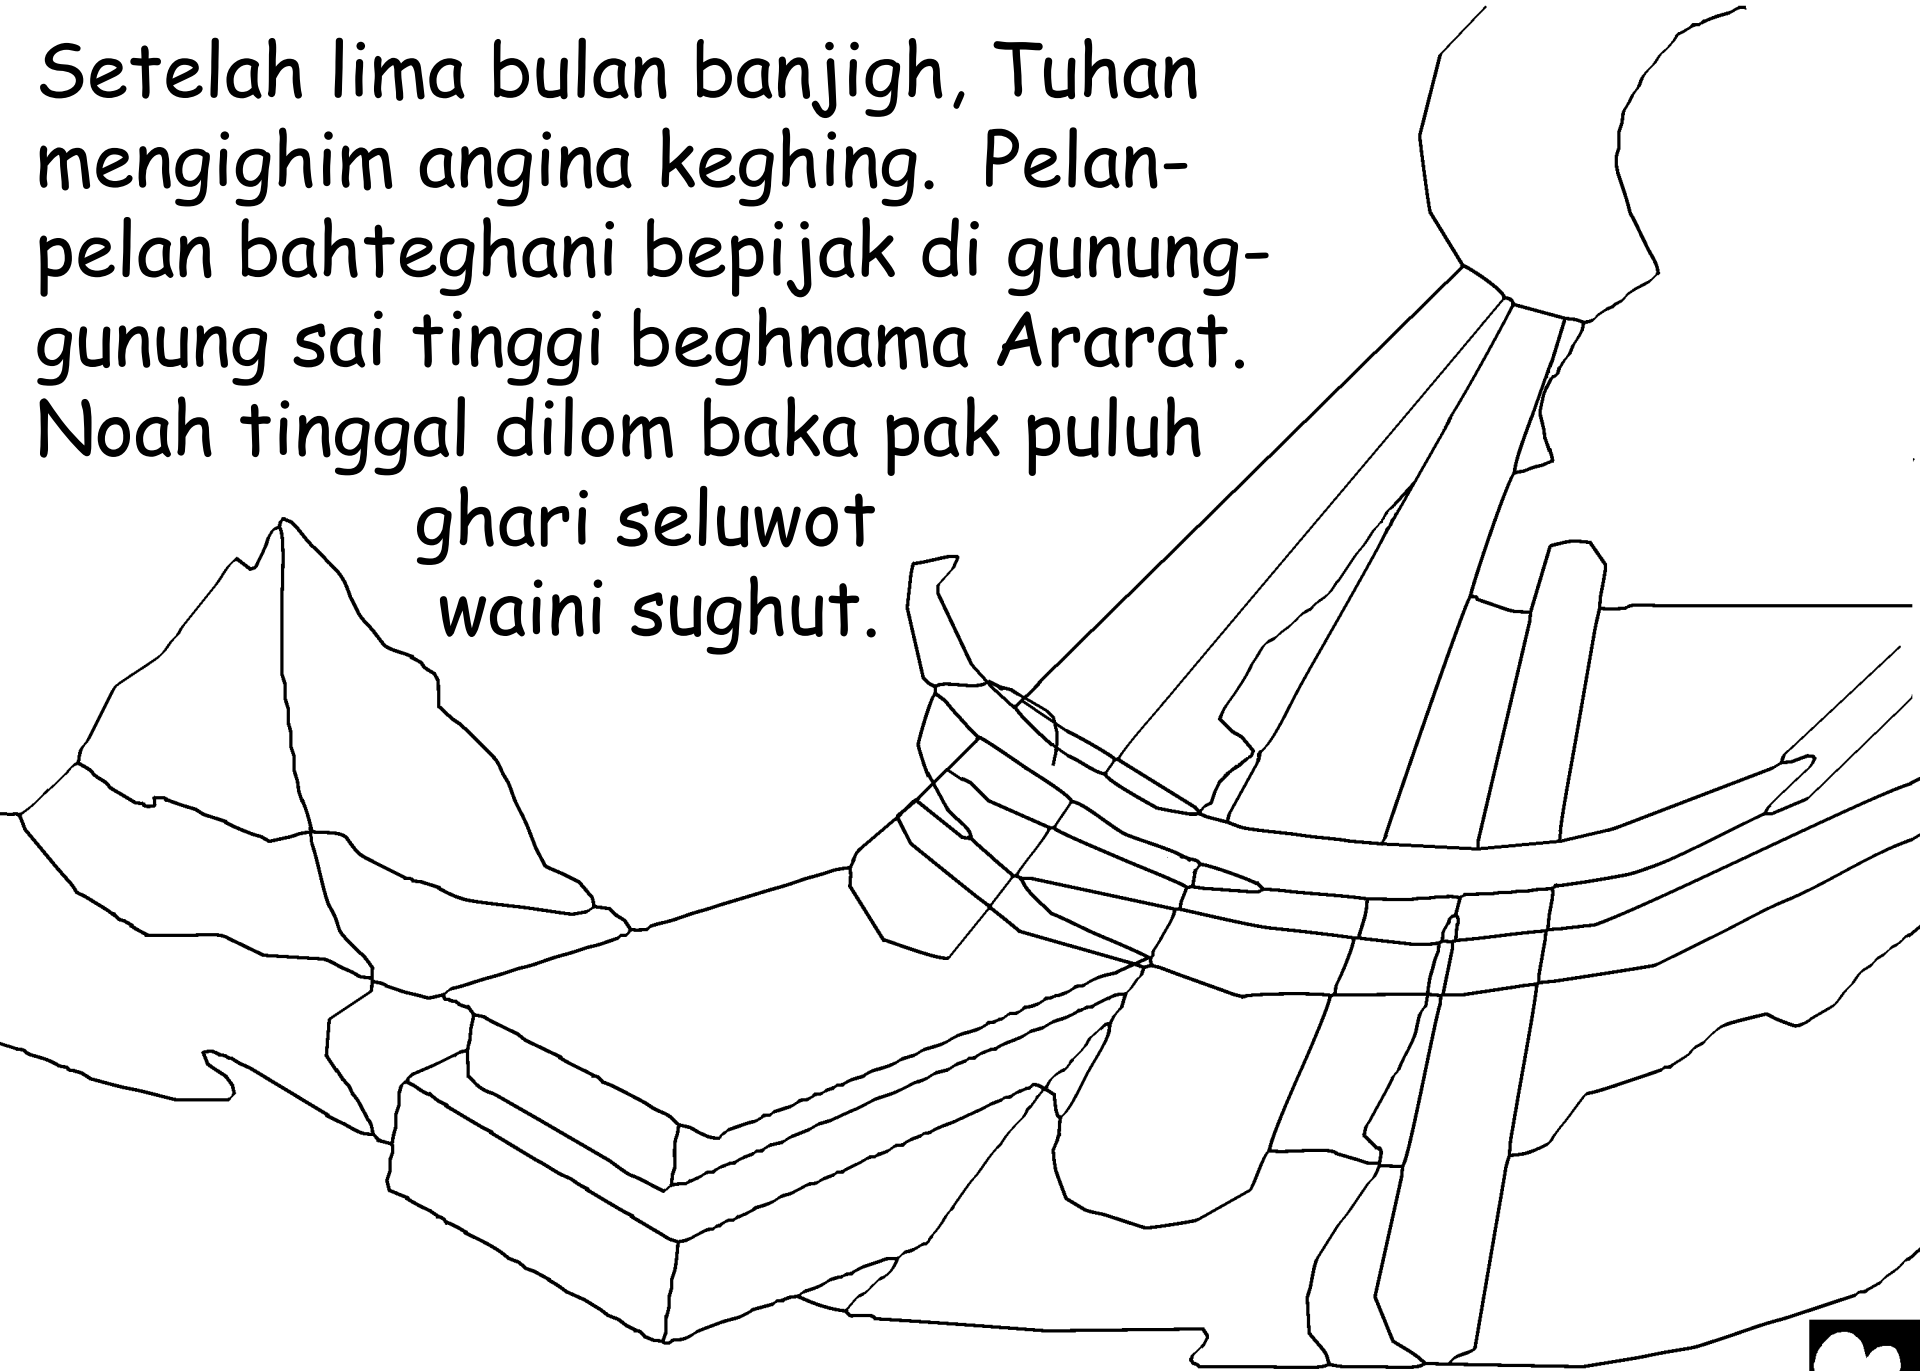 Setelah lima bulan banjigh, Tuhan
mengighim angina keghing.  Pelan-
pelan bahteghani bepijak di gunung-
gunung sai tinggi beghnama Ararat.
Noah tinggal dilom baka pak puluh
ghari seluwot
waini sughut.